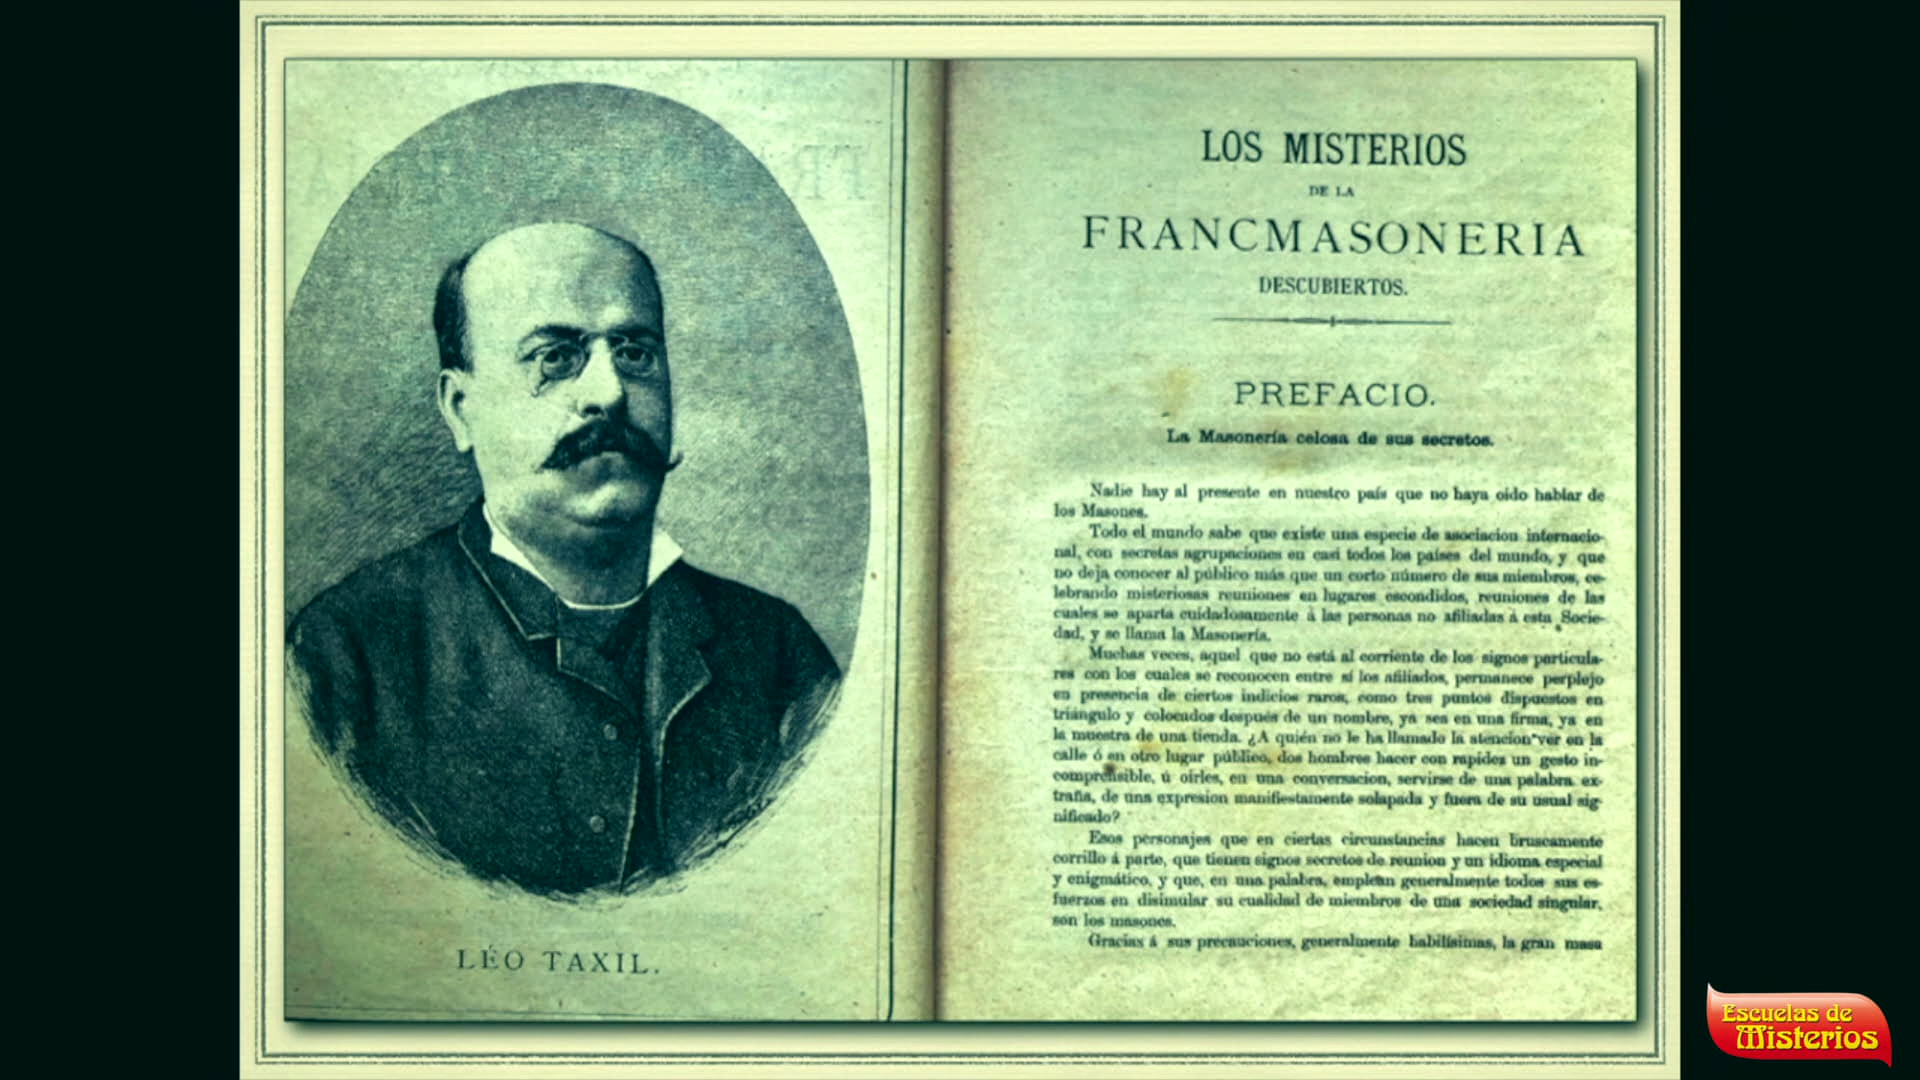 LÉO TAXIL.
LOS MISTERIOS
DE LA
FRANCMASONERIA
DESCUBIERTOS.
PREFACIO.
La Masonería celosa de sus secretos.
Nadie hay al presente en nuestro país que no haya oido hablar de
los Masones.
Todo el mundo sabe que existe una especie de asociacion internacio-
nal, con secretas agrupaciones en casi todos los países del mundo, y que
no deja conocer al público más que un corto número de sus miembros, ce-
lebrando misteriosas reuniones en lugares escondidos, reuniones de las
cuales se aparta cuidadosamente à las personas no afiliadas à esta Socie-
dad, y se llama la Masonería.
Muchas veces, aquel que no está al corriente de los signos particula-
res con los cuales se reconocen entre sí los afiliados, permanece perplejo
en presencia de ciertos indicios raros, como tres puntos dispuestos en
triángulo y colocados despues de un nombre, ya sea en una firma, ya en
la muestra de una tienda. ¿A quién no le ha llamado la atencion ver en la
calle ó en otro lugar público, dos hombres hacer con rapidez un gesto in-
comprensible, ú oirles, en una conversacion, servirse de una palabra ex-
traña, de una expresion manifiestamente solapada y fuera de su usual sig-
nificado?
Esos personajes que en ciertas circunstancias hacen bruscamente
corrillo á parte, que tienen signos secretos de reunion y un idioma especial
y enigmático, y que, en una palabra, emplean generalmente todos sus es-
fuerzos en disimular su cualidad de miembros de una sociedad singular,
son los masones.
Gracias á sus precauciones, generalmente habilísimas, la gran masa
Escuelas de
Misterios